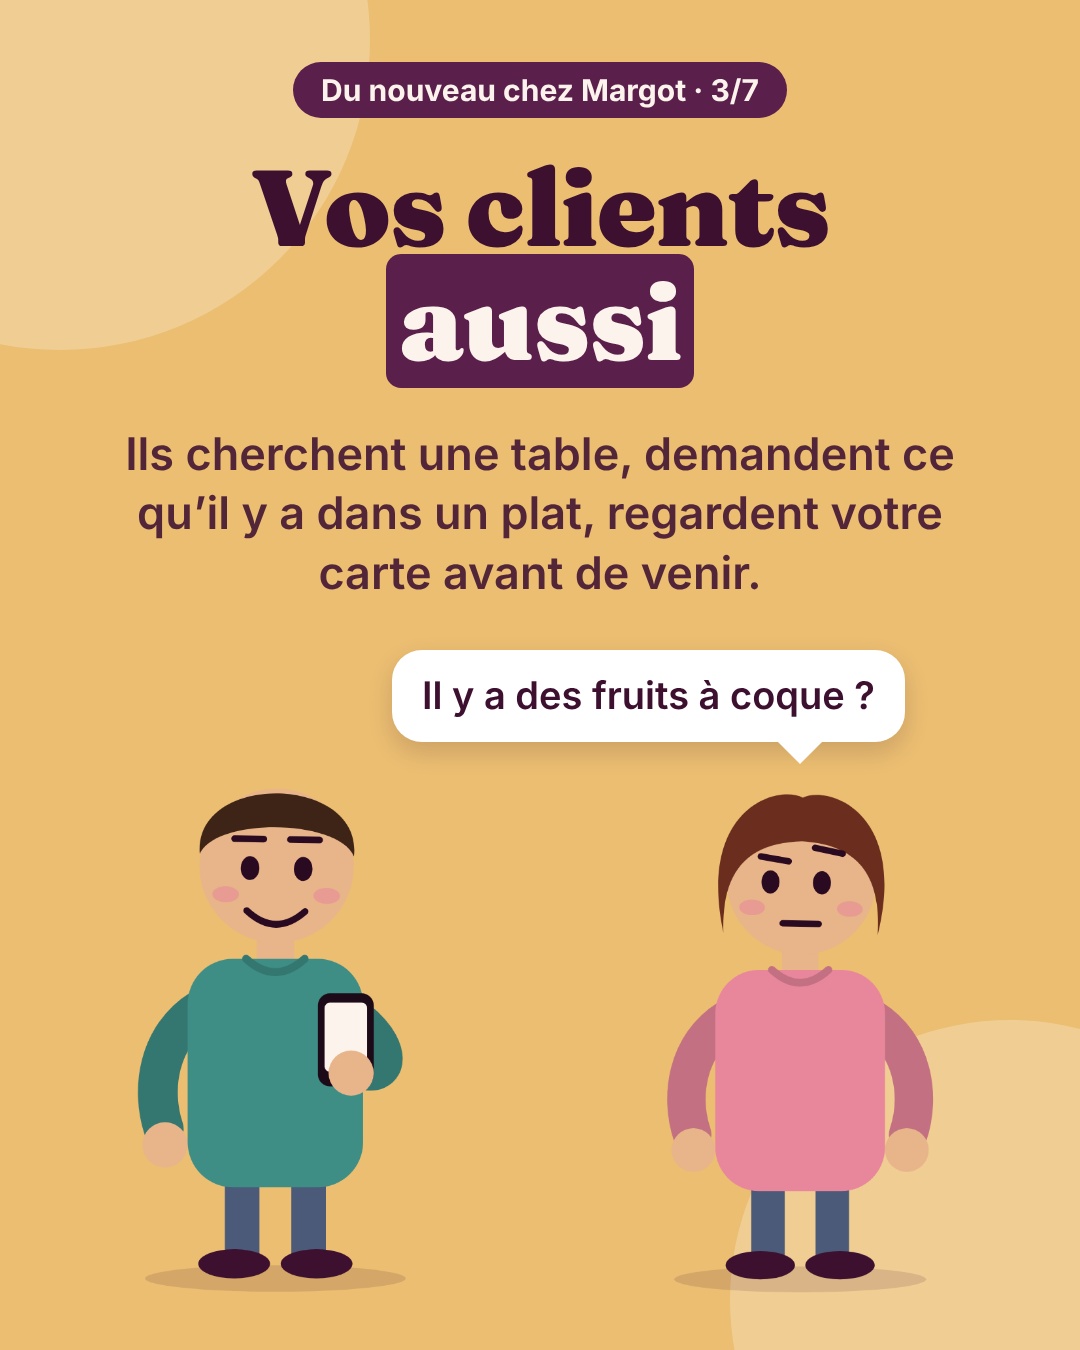 Du nouveau chez Margot · 3/7
Vos clients
aussi
Ils cherchent une table, demandent ce
qu’il y a dans un plat, regardent votre
carte avant de venir.
Il y a des fruits à coque ?